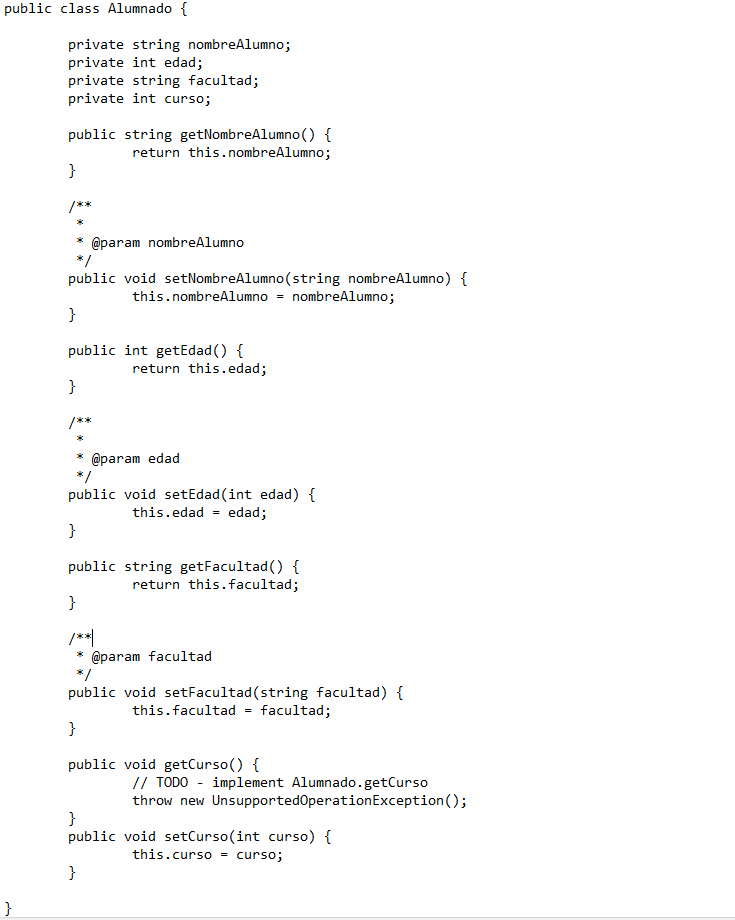 public class Alumnado {
private string nombreAlumno;
private int edad;
private string facultad;
private int curso;
public string getNombreAlumno() {
return this.nombreAlumno;
}
/**
*
* @param nombreAlumno
*/
public void setNombreAlumno(string nombreAlumno) {
this.nombreAlumno = nombreAlumno;
}
public int getEdad() {
return this.edad;
}
/**
*
* @param edad
*/
public void setEdad(int edad) {
this.edad = edad;
}
public string getFacultad() {
return this.facultad;
}
/**
* @param facultad
*/
public void setFacultad(string facultad) {
this.facultad = facultad;
}
public void getCurso() {
// TODO - implement Alumnado.getCurso
throw new UnsupportedOperationException();
}
public void setCurso(int curso) {
this.curso = curso;
}
}